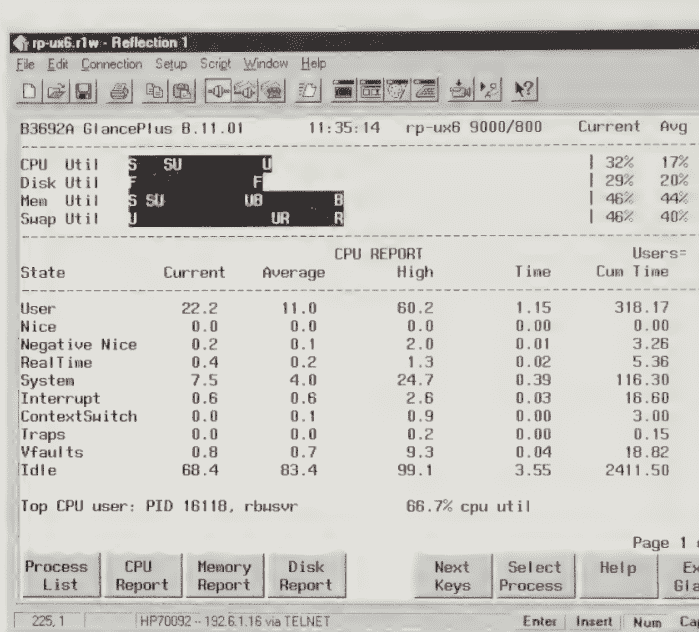 rp-ux6.r1w - Reflection 1
File Edit Connection Setup Script Window Help
B3692A GlancePlus B.11.01 11:35:14 rp-ux6 9000/800 Current Avg
CPU Util S SU U | 32% 17%
Disk Util F F | 29% 20%
Mem Util S SU UB B | 46% 44%
Swap Util U UR R | 46% 40%
CPU REPORT Users=
State Current Average High Time Cum Time
User 22.2 11.0 60.2 1.15 318.17
Nice 0.0 0.0 0.0 0.00 0.00
Negative Nice 0.2 0.1 2.0 0.01 3.26
RealTime 0.4 0.2 1.3 0.02 5.36
System 7.5 4.0 24.7 0.39 116.30
Interrupt 0.6 0.6 2.6 0.03 16.60
ContextSwitch 0.0 0.1 0.9 0.00 3.00
Traps 0.0 0.0 0.2 0.00 0.15
Vfaults 0.8 0.7 9.3 0.04 18.82
Idle 68.4 83.4 99.1 3.55 2411.50
Top CPU user: PID 16118, rbwsvr 66.7% cpu util
Page 1
Process CPU Memory Disk Next Select Help Ex
List Report Report Report Keys Process Gla
225, 1 HP70092 -- 192.6.1.16 via TELNET Enter Insert Num Ca